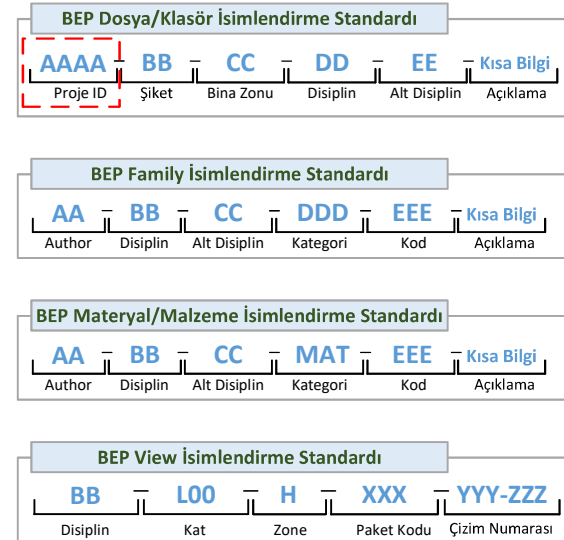 BEP Dosya/Klasör İsimlendirme Standardı
AAAA – BB – CC – DD – EE – Kısa Bilgi
Proje ID Şiket Bina Zonu Disiplin Alt Disiplin Açıklama
BEP Family İsimlendirme Standardı
AA – BB – CC – DDD – EEE – Kısa Bilgi
Author Disiplin Alt Disiplin Kategori Kod Açıklama
BEP Materyal/Malzeme İsimlendirme Standardı
AA – BB – CC – MAT – EEE – Kısa Bilgi
Author Disiplin Alt Disiplin Kategori Kod Açıklama
BEP View İsimlendirme Standardı
BB – L00 – H – XXX – YYY-ZZZ
Disiplin Kat Zone Paket Kodu Çizim Numarası